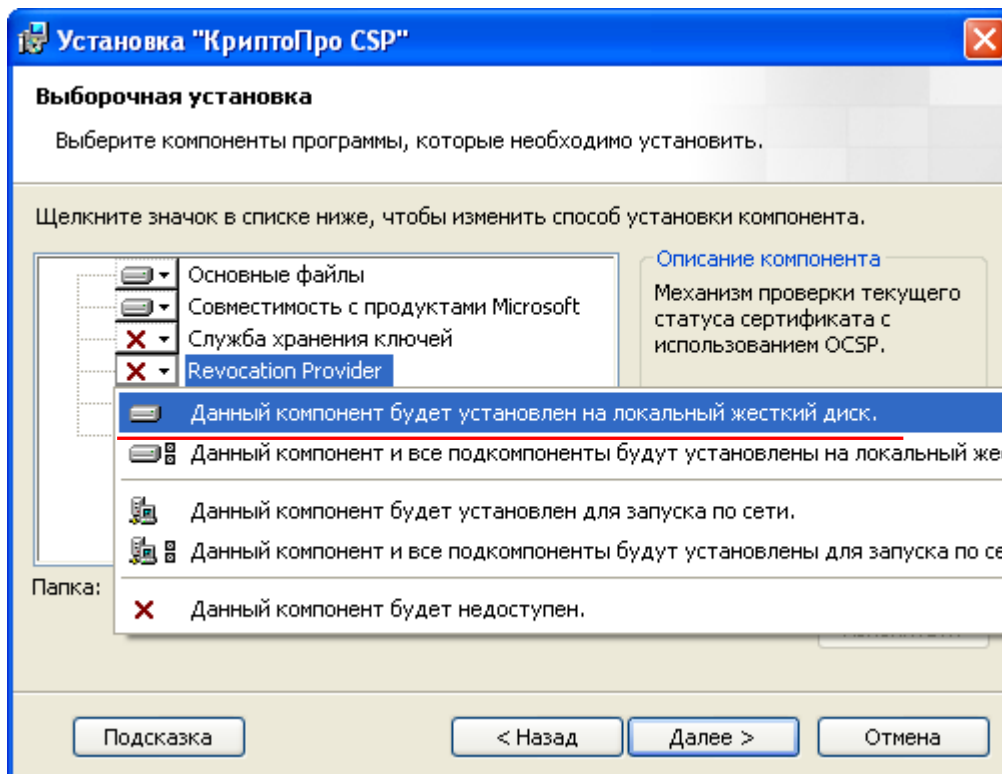 Установка "КриптоПро CSP"
Выборочная установка
Выберите компоненты программы, которые необходимо установить.
Щелкните значок в списке ниже, чтобы изменить способ установки компонента.
Основные файлы
Совместимость с продуктами Microsoft
Служба хранения ключей
Revocation Provider
Описание компонента
Механизм проверки текущего
статуса сертификата с
использованием OCSP.
Данный компонент будет установлен на локальный жесткий диск.
Данный компонент и все подкомпоненты будут установлены на локальный же
Данный компонент будет установлен для запуска по сети.
Данный компонент и все подкомпоненты будут установлены для запуска по се
Данный компонент будет недоступен.
Папка:
Подсказка
< Назад
Далее >
Отмена